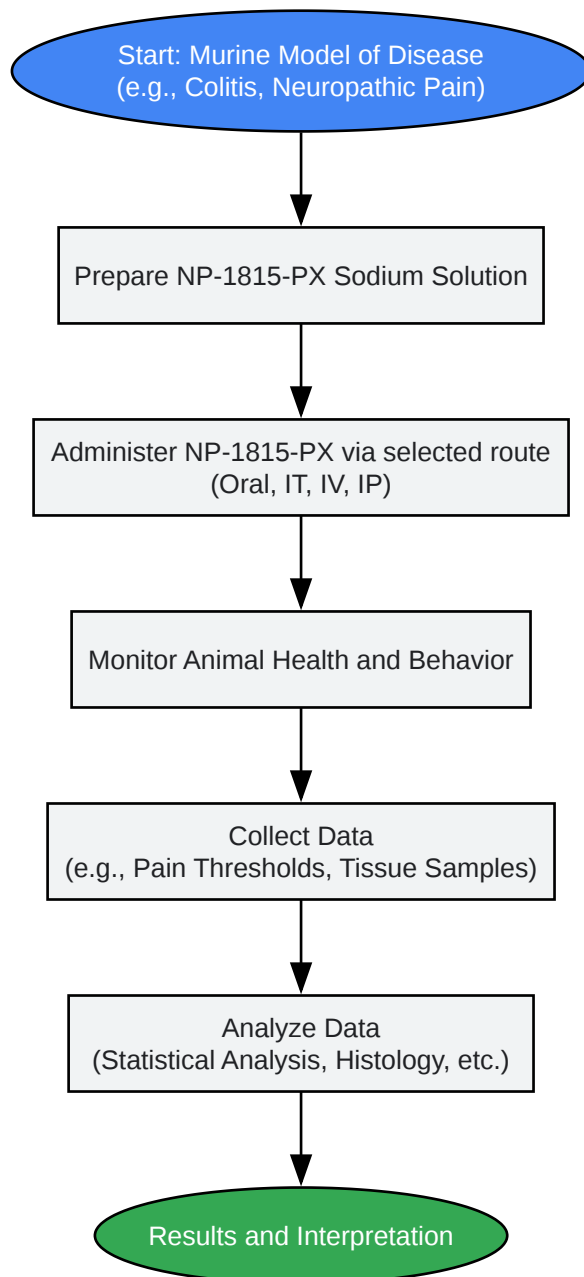 Start: Murine Model of Disease
(e.g., Colitis, Neuropathic Pain)
Prepare NP-1815-PX Sodium Solution
Administer NP-1815-PX via selected route
(Oral, IT, IV, IP)
Monitor Animal Health and Behavior
Collect Data
(e.g., Pain Thresholds, Tissue Samples)
Analyze Data
(Statistical Analysis, Histology, etc.)
Results and Interpretation